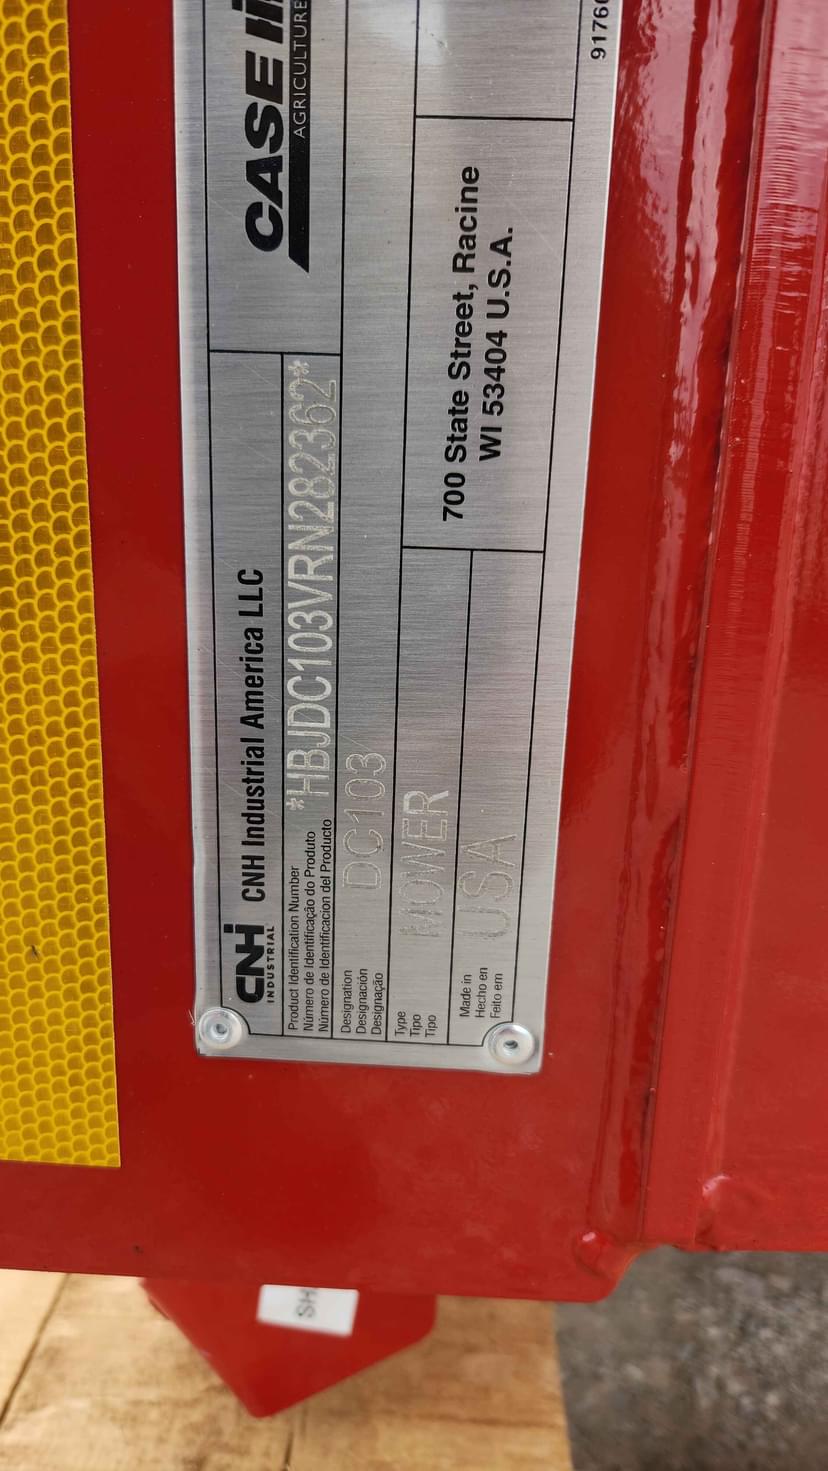 CNH
INDUSTRIAL
CNH Industrial America LLC
CASE III
AGRICULTURE
Product Identification Number
Número de Identificação do Produto
Número de Identificacion del Producto
*HBJDC103VRN282362*
Designation
Designación
Designação
DC103
Type
Tipo
Tipo
MOWER
Made in
Hecho en
Feito em
USA
700 State Street, Racine
WI 53404 U.S.A.
9176
SH